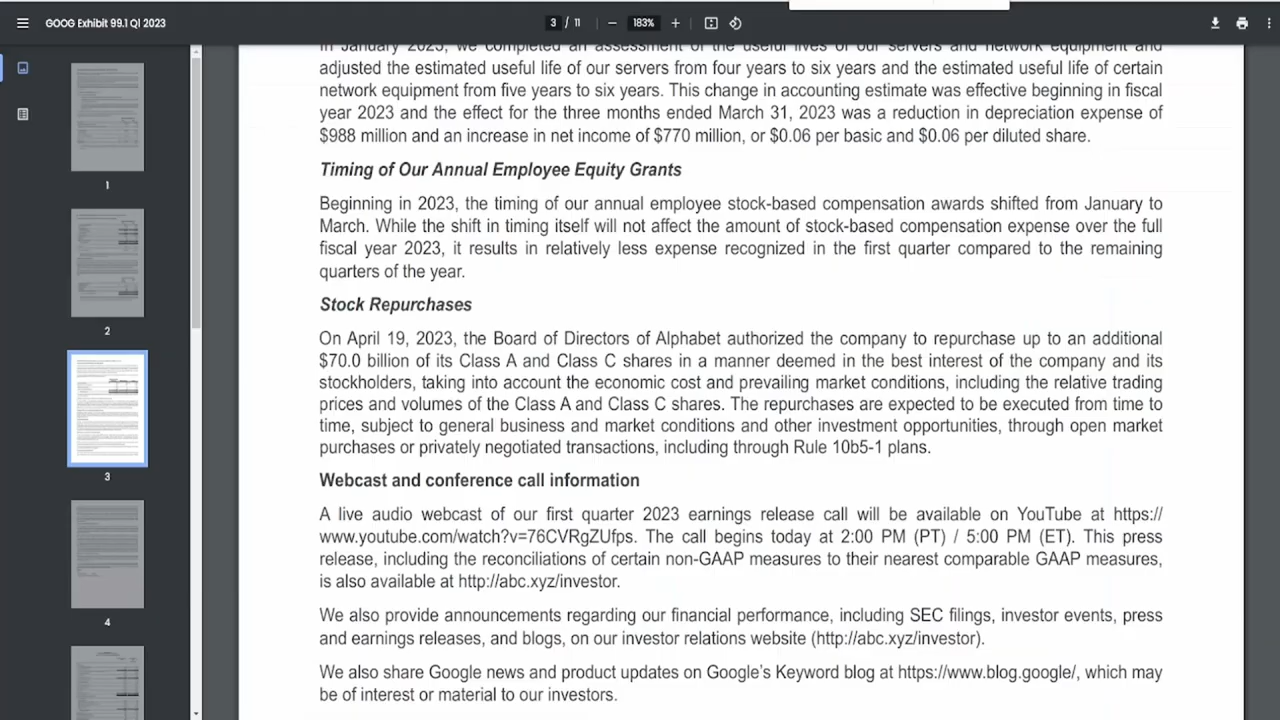 GOOG Exhibit 99.1 Q1 2023
3 / 11
183%
In January 2023, we completed an assessment of the useful lives of our servers and network equipment and
adjusted the estimated useful life of our servers from four years to six years and the estimated useful life of certain
network equipment from five years to six years. This change in accounting estimate was effective beginning in fiscal
year 2023 and the effect for the three months ended March 31, 2023 was a reduction in depreciation expense of
$988 million and an increase in net income of $770 million, or $0.06 per basic and $0.06 per diluted share.
Timing of Our Annual Employee Equity Grants
Beginning in 2023, the timing of our annual employee stock-based compensation awards shifted from January to
March. While the shift in timing itself will not affect the amount of stock-based compensation expense over the full
fiscal year 2023, it results in relatively less expense recognized in the first quarter compared to the remaining
quarters of the year.
Stock Repurchases
On April 19, 2023, the Board of Directors of Alphabet authorized the company to repurchase up to an additional
$70.0 billion of its Class A and Class C shares in a manner deemed in the best interest of the company and its
stockholders, taking into account the economic cost and prevailing market conditions, including the relative trading
prices and volumes of the Class A and Class C shares. The repurchases are expected to be executed from time to
time, subject to general business and market conditions and other investment opportunities, through open market
purchases or privately negotiated transactions, including through Rule 10b5-1 plans.
Webcast and conference call information
A live audio webcast of our first quarter 2023 earnings release call will be available on YouTube at https://
www.youtube.com/watch?v=76CVRgZUfps. The call begins today at 2:00 PM (PT) / 5:00 PM (ET). This press
release, including the reconciliations of certain non-GAAP measures to their nearest comparable GAAP measures,
is also available at http://abc.xyz/investor.
We also provide announcements regarding our financial performance, including SEC filings, investor events, press
and earnings releases, and blogs, on our investor relations website (http://abc.xyz/investor).
We also share Google news and product updates on Google's Keyword blog at https://www.blog.google/, which may
be of interest or material to our investors.
1
2
3
4